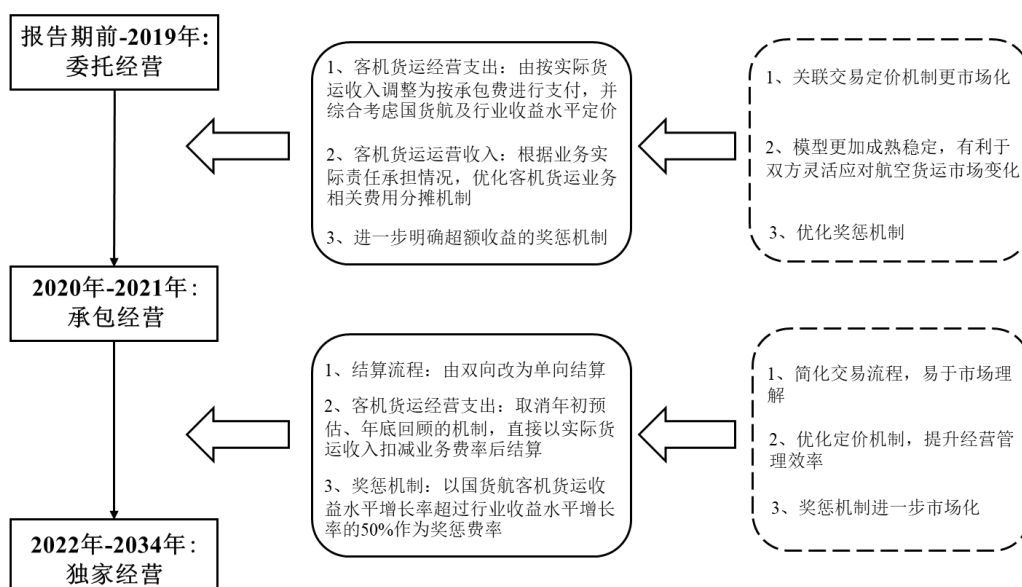 报告期前-2019年:
委托经营
1、客机货运经营支出：由按实际货
运收入调整为按承包费进行支付，并
综合考虑国货航及行业收益水平定价
2、客机货运运营收入：根据业务实
际责任承担情况，优化客机货运业务
相关费用分摊机制
3、进一步明确超额收益的奖惩机制
1、关联交易定价机制更市场化
2、模型更加成熟稳定，有利于
双方灵活应对航空货运市场变化
3、优化奖惩机制
2020年-2021年：
承包经营
1、结算流程：由双向改为单向结算
2、客机货运经营支出：取消年初预
估、年底回顾的机制，直接以实际货
运收入扣减业务费率后结算
3、奖惩机制：以国货航客机货运收
益水平增长率超过行业收益水平增长
率的50%作为奖惩费率
1、简化交易流程，易于市场理
解
2、优化定价机制，提升经营管
理效率
3、奖惩机制进一步市场化
2022年-2034年：
独家经营